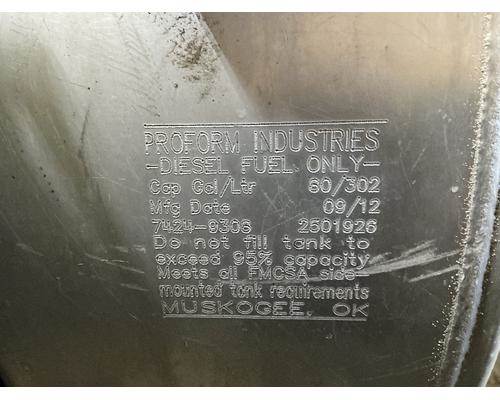 PROFORM INDUSTRIES
-DIESEL FUEL ONLY-
Cap Gal/Ltr 80/302
Mfg Date 09/12
7424-9308 2501926
Do not fill tank to
exceed 95% capacity
Meets all FMCSA side-
mounted tank requirements
MUSKOGEE, OK